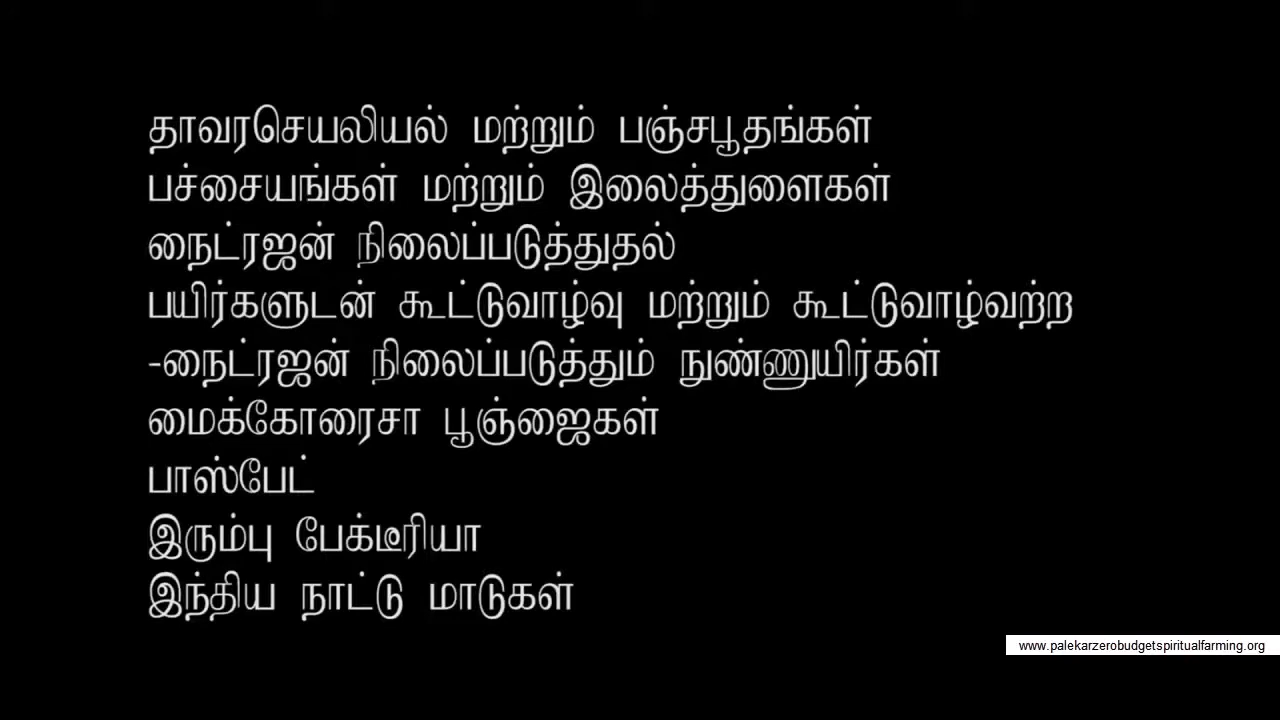 தாவரசெயலியல் மற்றும் பஞ்சபூதங்கள்
பச்சையங்கள் மற்றும் இலைத்துளைகள்
நைட்ரஜன் நிலைப்படுத்துதல்
பயிர்களுடன் கூட்டுவாழ்வு மற்றும் கூட்டுவாழ்வற்ற
-நைட்ரஜன் நிலைப்படுத்தும் நுண்ணுயிர்கள்
மைக்கோரைசா பூஞ்ஜைகள்
பாஸ்பேட்
இரும்பு பேக்டீரியா
இந்திய நாட்டு மாடுகள்
www.palekarzerobudgetspiritualfarming.org